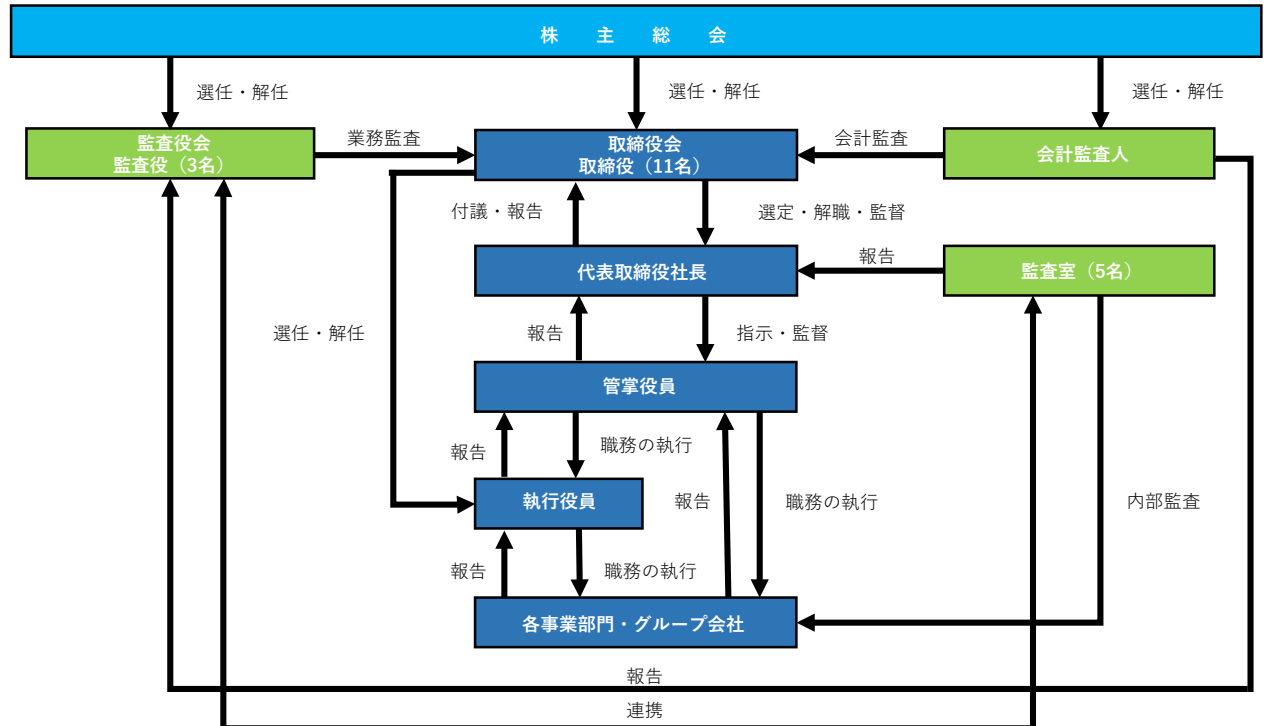 株 主 総 会
選任・解任
選任・解任
選任・解任
監査役会
監査役（3名）
業務監査
取締役会
取締役（11名）
会計監査
会計監査人
付議・報告
選定・解職・監督
代表取締役社長
報告
監査室（5名）
選任・解任
報告
指示・監督
管掌役員
報告
職務の執行
執行役員
報告
職務の執行
内部監査
報告
職務の執行
各事業部門・グループ会社
報告
連携